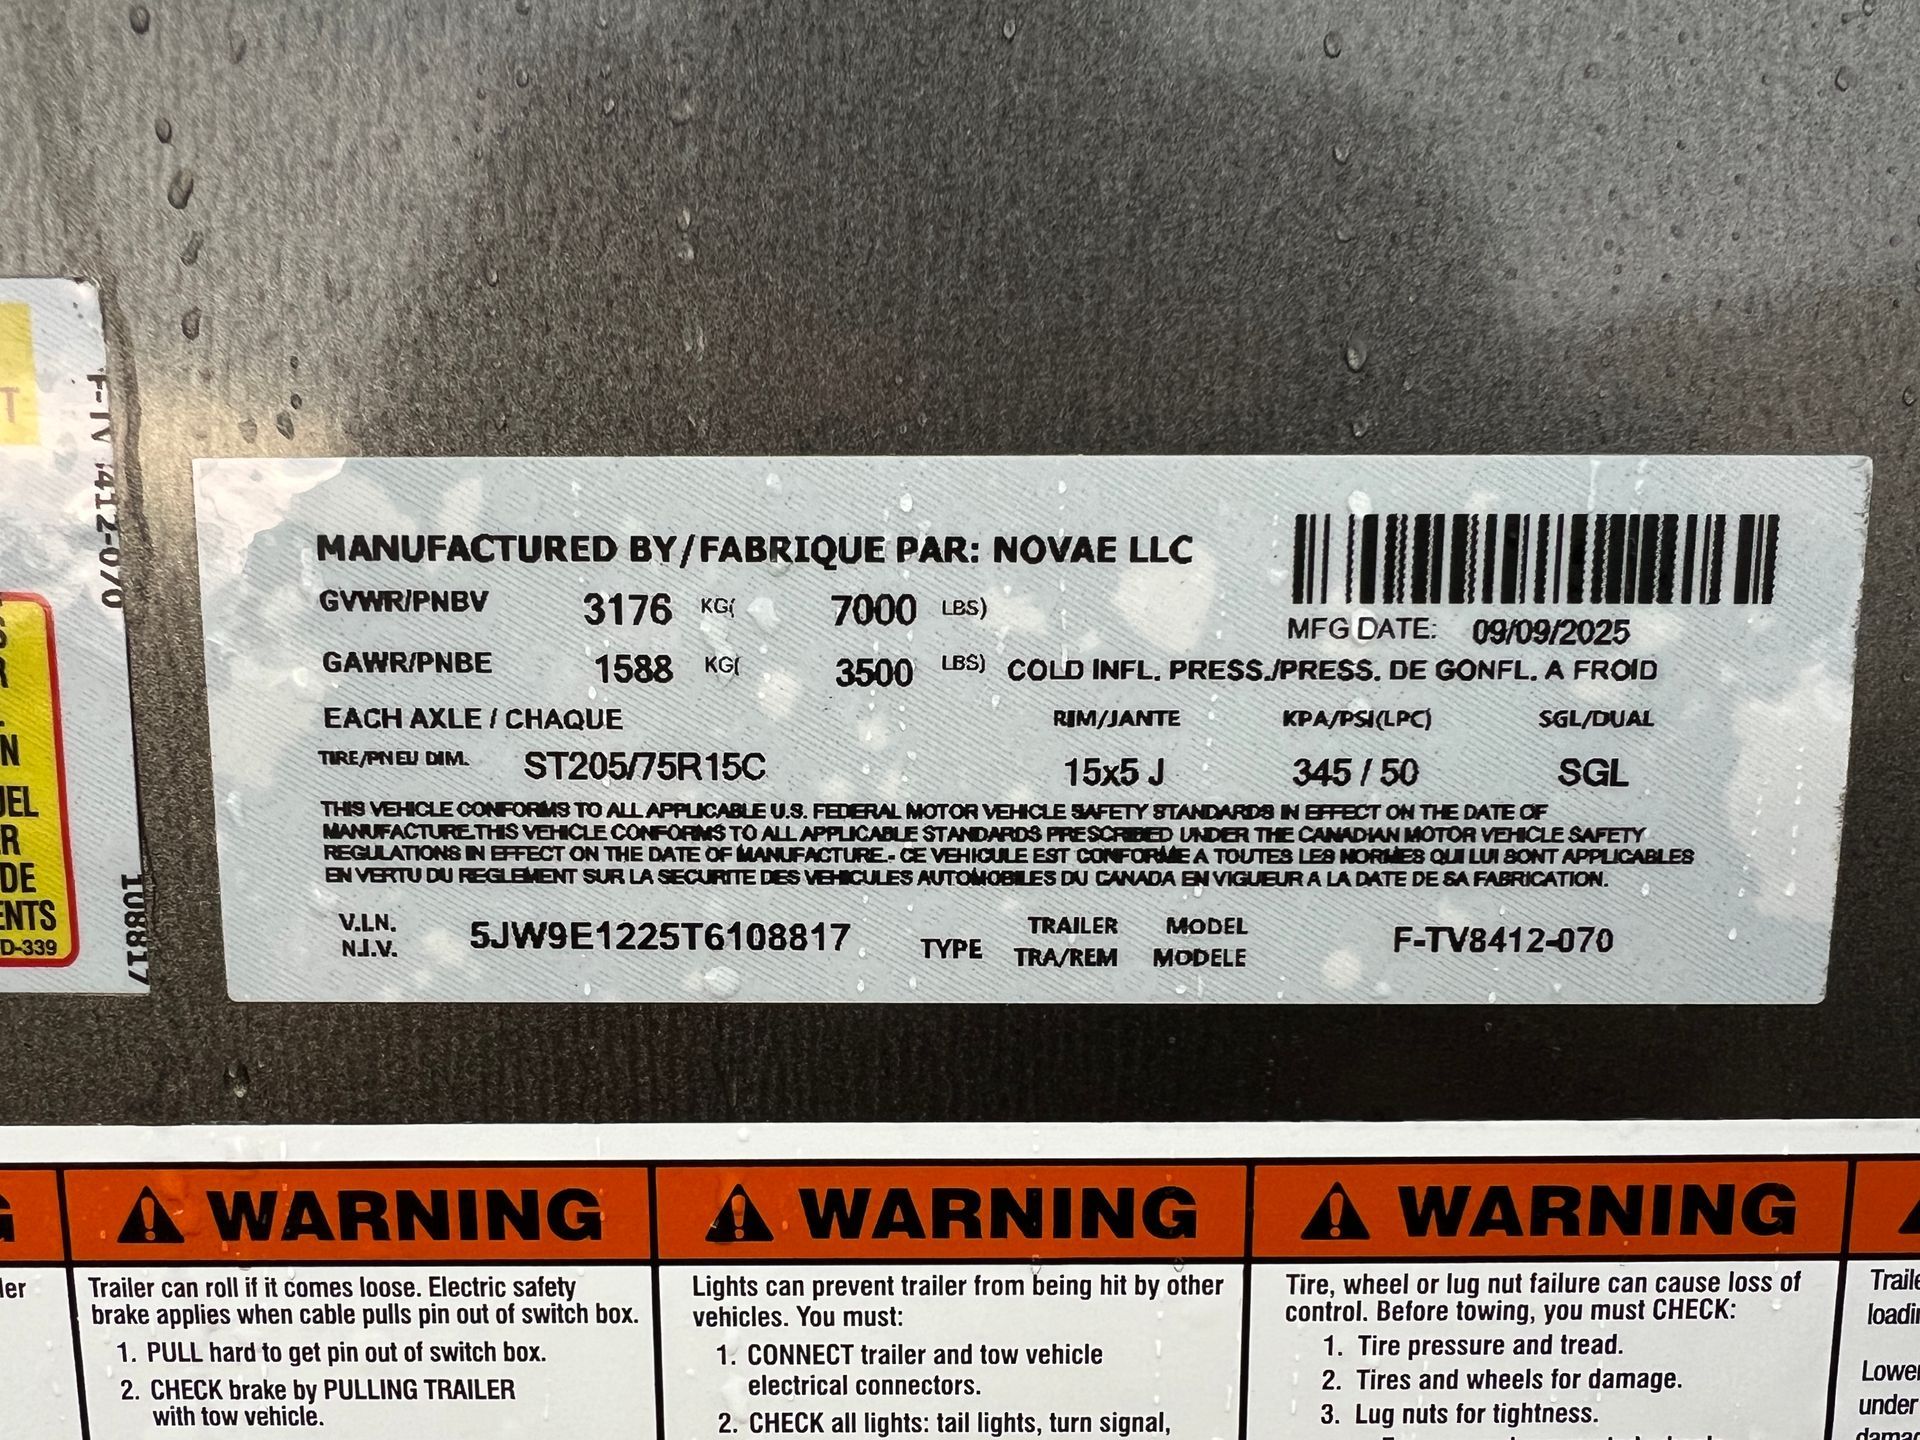 T
F-TV 8412-070
S
R
N
UEL
R
DE
ENTS
D-339
108817
MANUFACTURED BY/FABRIQUE PAR: NOVAE LLC
GVWR/PNBV 3176 KG( 7000 LBS)
MFG DATE: 09/09/2025
GAWR/PNBE 1588 KG( 3500 LBS) COLD INFL. PRESS./PRESS. DE GONFL. A FROID
EACH AXLE / CHAQUE RIM/JANTE KPA/PSI(LPC) SGL/DUAL
TIRE/PNEU DIM. ST205/75R15C 15x5 J 345 / 50 SGL
THIS VEHICLE CONFORMS TO ALL APPLICABLE U.S. FEDERAL MOTOR VEHICLE SAFETY STANDARDS IN EFFECT ON THE DATE OF
MANUFACTURE.THIS VEHICLE CONFORMS TO ALL APPLICABLE STANDARDS PRESCRIBED UNDER THE CANADIAN MOTOR VEHICLE SAFETY
REGULATIONS IN EFFECT ON THE DATE OF MANUFACTURE.- CE VEHICULE EST CONFORME A TOUTES LES NORMES QUI LUI SONT APPLICABLES
EN VERTU DU REGLEMENT SUR LA SECURITE DES VEHICULES AUTOMOBILES DU CANADA EN VIGUEUR A LA DATE DE SA FABRICATION.
V.I.N. 5JW9E1225T6108817 TYPE TRAILER MODEL F-TV8412-070
N.I.V. TRA/REM MODELE
G
ler
WARNING
Trailer can roll if it comes loose. Electric safety
brake applies when cable pulls pin out of switch box.
1. PULL hard to get pin out of switch box.
2. CHECK brake by PULLING TRAILER
with tow vehicle.
WARNING
Lights can prevent trailer from being hit by other
vehicles. You must:
1. CONNECT trailer and tow vehicle
electrical connectors.
2. CHECK all lights: tail lights, turn signal,
WARNING
Tire, wheel or lug nut failure can cause loss of
control. Before towing, you must CHECK:
1. Tire pressure and tread.
2. Tires and wheels for damage.
3. Lug nuts for tightness.
Traile
loadi
Lower
under
damag